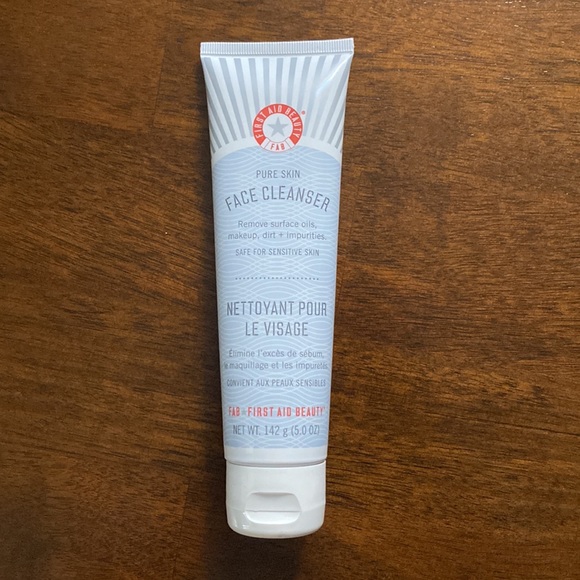 FIRST AID BEAUTY
FAB
®
PURE SKIN
FACE CLEANSER
Remove surface oils,
makeup, dirt + impurities.
SAFE FOR SENSITIVE SKIN
NETTOYANT POUR
LE VISAGE
Élimine l'excès de sébum,
le maquillage et les impuretés.
CONVIENT AUX PEAUX SENSIBLES
FAB FIRST AID BEAUTY®
NET WT. 142 g (5.0 OZ)